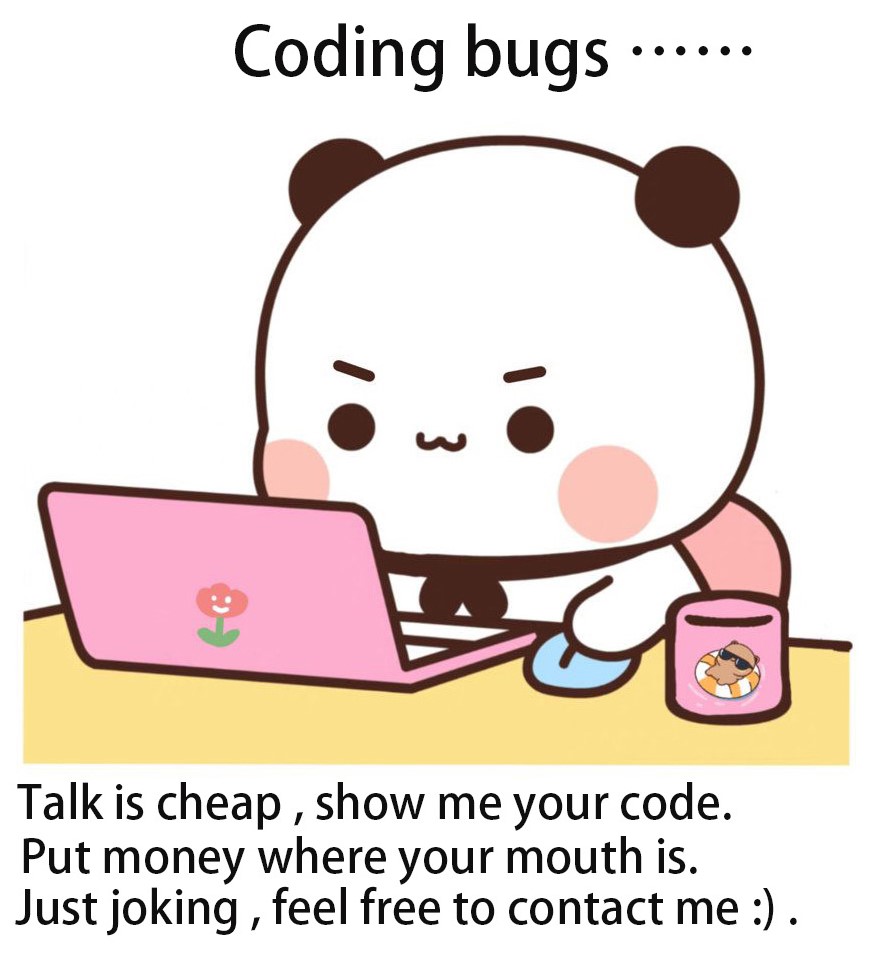 Coding bugs ······
Talk is cheap , show me your code.
Put money where your mouth is.
Just joking , feel free to contact me :) .